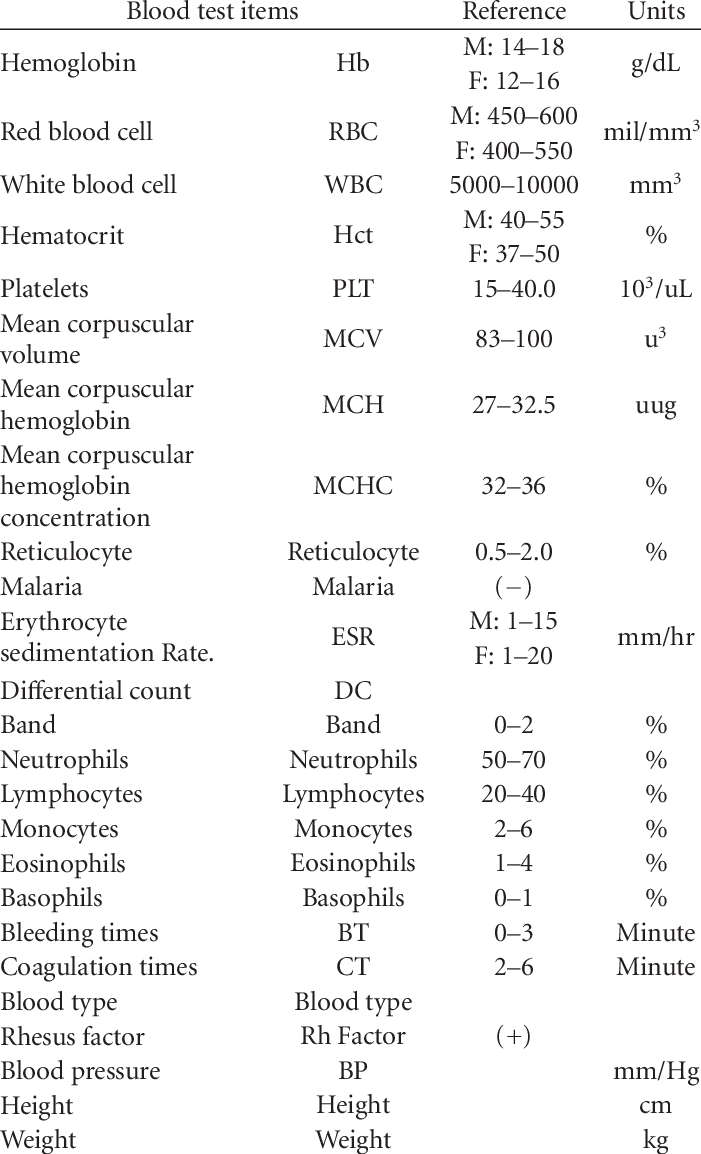 Blood test items Reference Units
Hemoglobin Hb M: 14–18 g/dL
F: 12–16
Red blood cell RBC M: 450–600 mil/mm³
F: 400–550
White blood cell WBC 5000–10000 mm³
Hematocrit Hct M: 40–55 %
F: 37–50
Platelets PLT 15–40.0 10³/uL
Mean corpuscular
volume MCV 83–100 u³
Mean corpuscular
hemoglobin MCH 27–32.5 uug
Mean corpuscular
hemoglobin MCHC 32–36 %
concentration
Reticulocyte Reticulocyte 0.5–2.0 %
Malaria Malaria (−)
Erythrocyte ESR M: 1–15 mm/hr
sedimentation Rate. F: 1–20
Differential count DC
Band Band 0–2 %
Neutrophils Neutrophils 50–70 %
Lymphocytes Lymphocytes 20–40 %
Monocytes Monocytes 2–6 %
Eosinophils Eosinophils 1–4 %
Basophils Basophils 0–1 %
Bleeding times BT 0–3 Minute
Coagulation times CT 2–6 Minute
Blood type Blood type
Rhesus factor Rh Factor (+)
Blood pressure BP mm/Hg
Height Height cm
Weight Weight kg